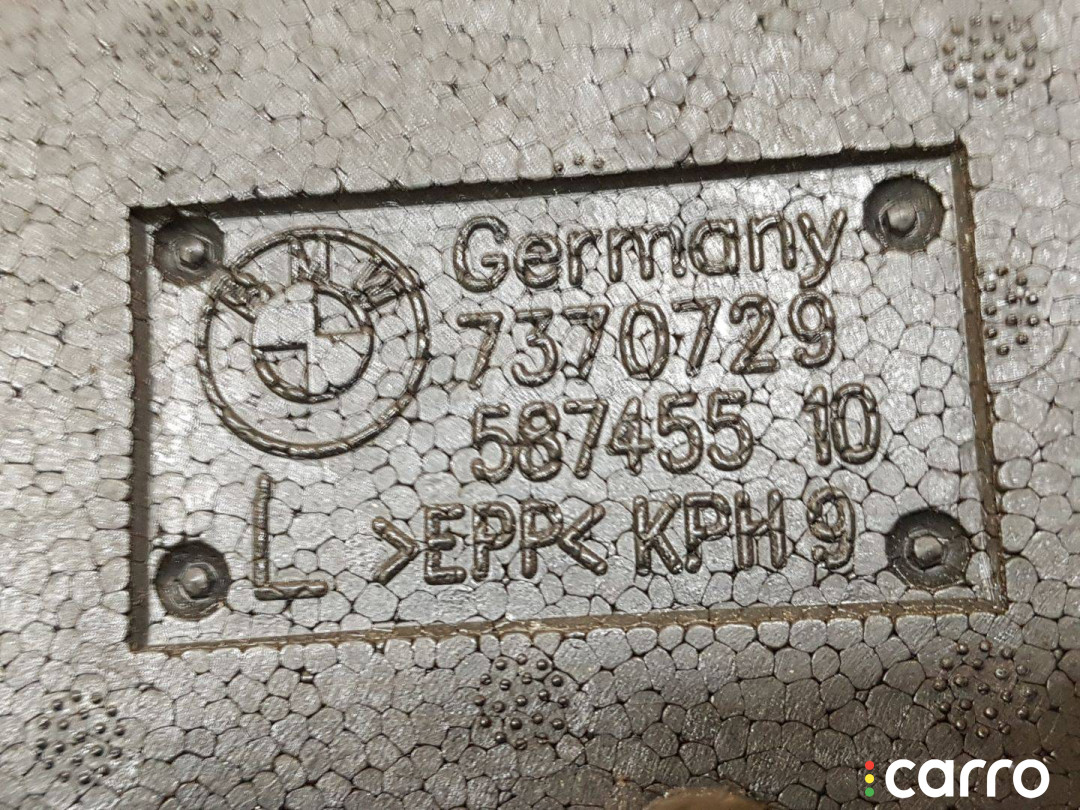 BMW
Germany
7370729
587455 10
L >EPP< KPH 9
carro